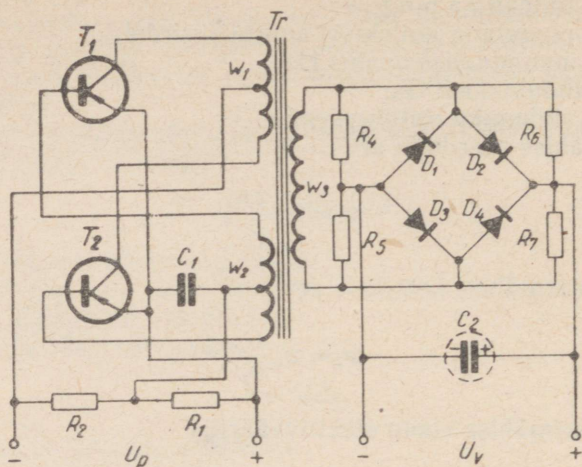 T1
Tr
W1
R4
R6
D1
D2
W3
T2
C1
W2
R5
D3
D4
R7
C2
- +
R2
R1
- Up +
- Uv +